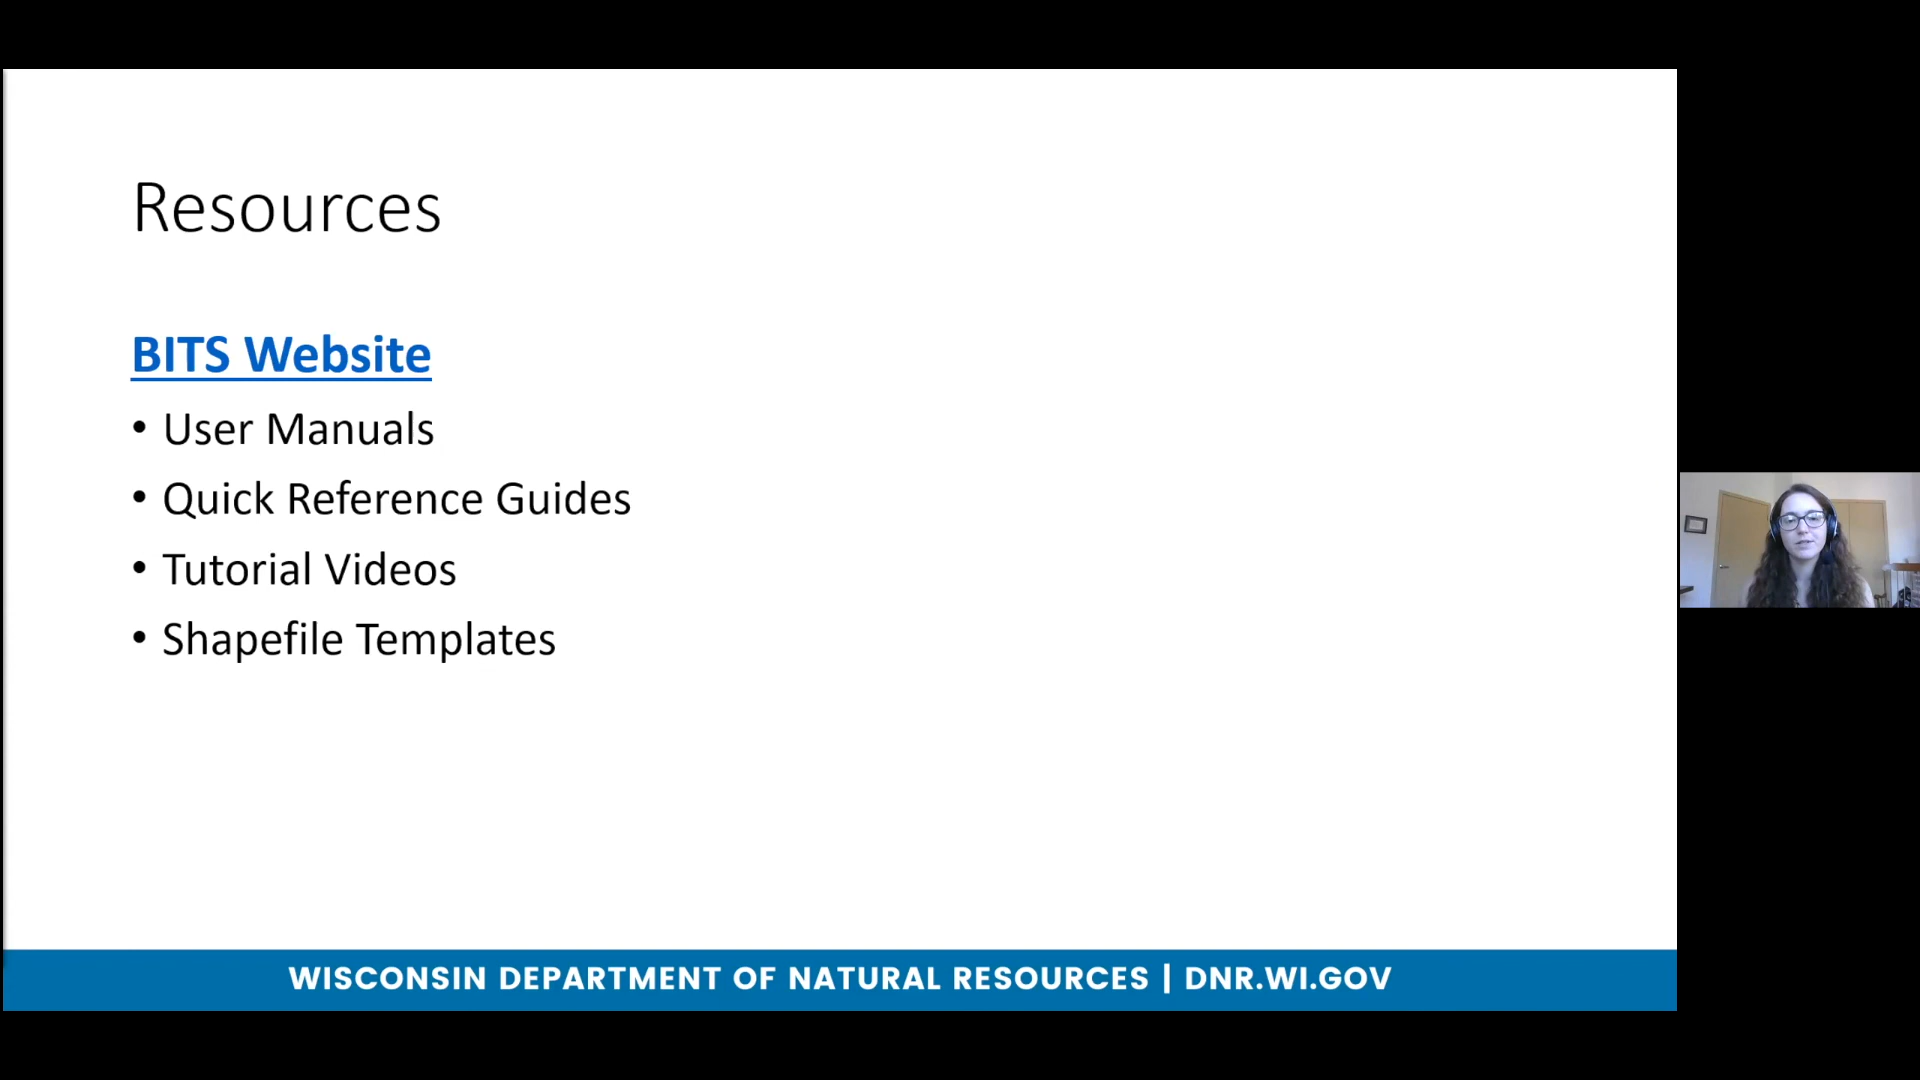 Resources
BITS Website
• User Manuals
• Quick Reference Guides
• Tutorial Videos
• Shapefile Templates
WISCONSIN DEPARTMENT OF NATURAL RESOURCES | DNR.WI.GOV